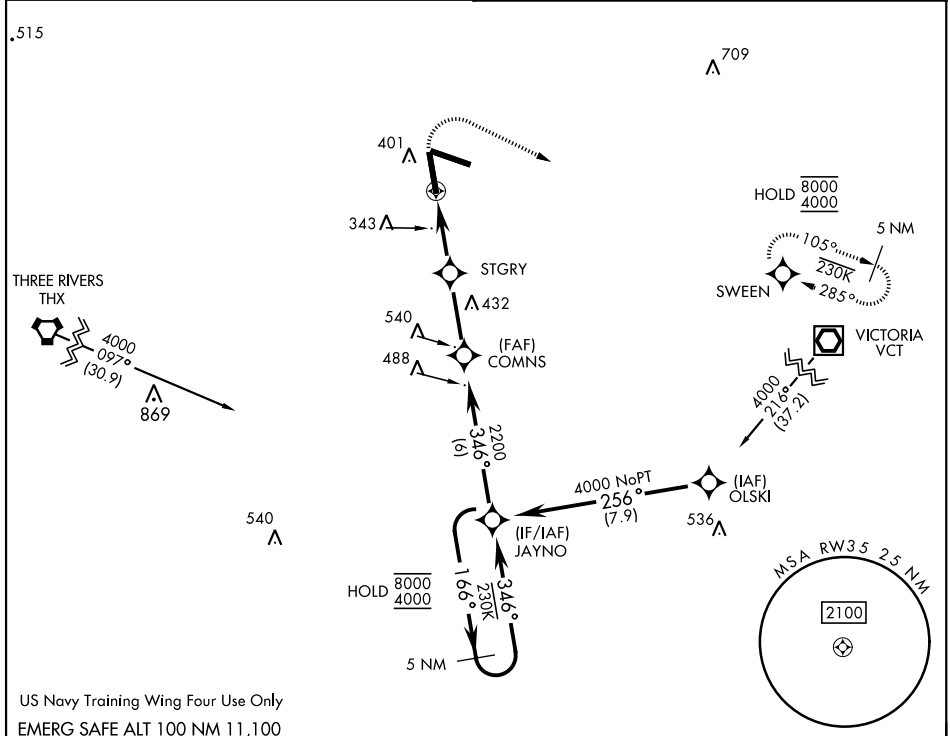 515
709
401
HOLD 8000
4000
343
5 NM
105°
230K
STGRY
285°
SWEEN
THREE RIVERS
THX
432
540
(FAF)
COMNS
VICTORIA
VCT
4000
097°
(30.9)
488
4000
216°
(37.2)
869
2200
346°
(6)
4000 NoPT
256°
(7.9)
(IAF)
OLSKI
536
540
(IF/IAF)
JAYNO
MSA RW35 25 NM
HOLD 8000
4000
166°
230K
346°
2100
5 NM
US Navy Training Wing Four Use Only
EMERG SAFE ALT 100 NM 11,100